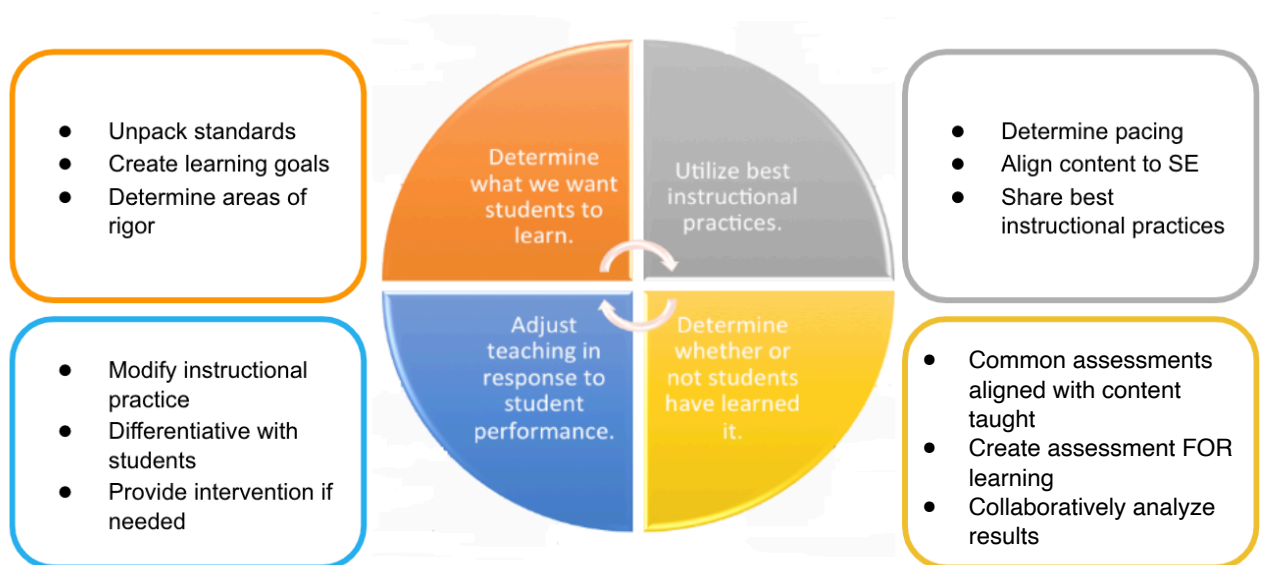 ● Unpack standards
● Create learning goals
● Determine areas of
rigor
Determine
what we want
students to
learn.
Utilize best
instructional
practices.
● Determine pacing
● Align content to SE
● Share best
instructional practices
● Modify instructional
practice
● Differentiative with
students
● Provide intervention if
needed
Adjust
teaching in
response to
student
performance.
Determine
whether or
not students
have learned
it.
● Common assessments
aligned with content
taught
● Create assessment FOR
learning
● Collaboratively analyze
results